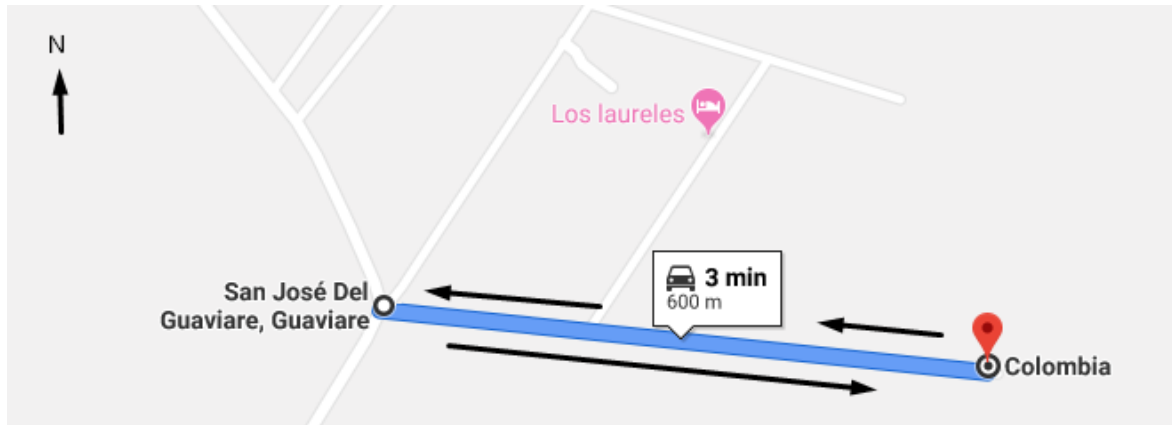 N
Los laureles
3 min
600 m
San José Del
Guaviare, Guaviare
Colombia